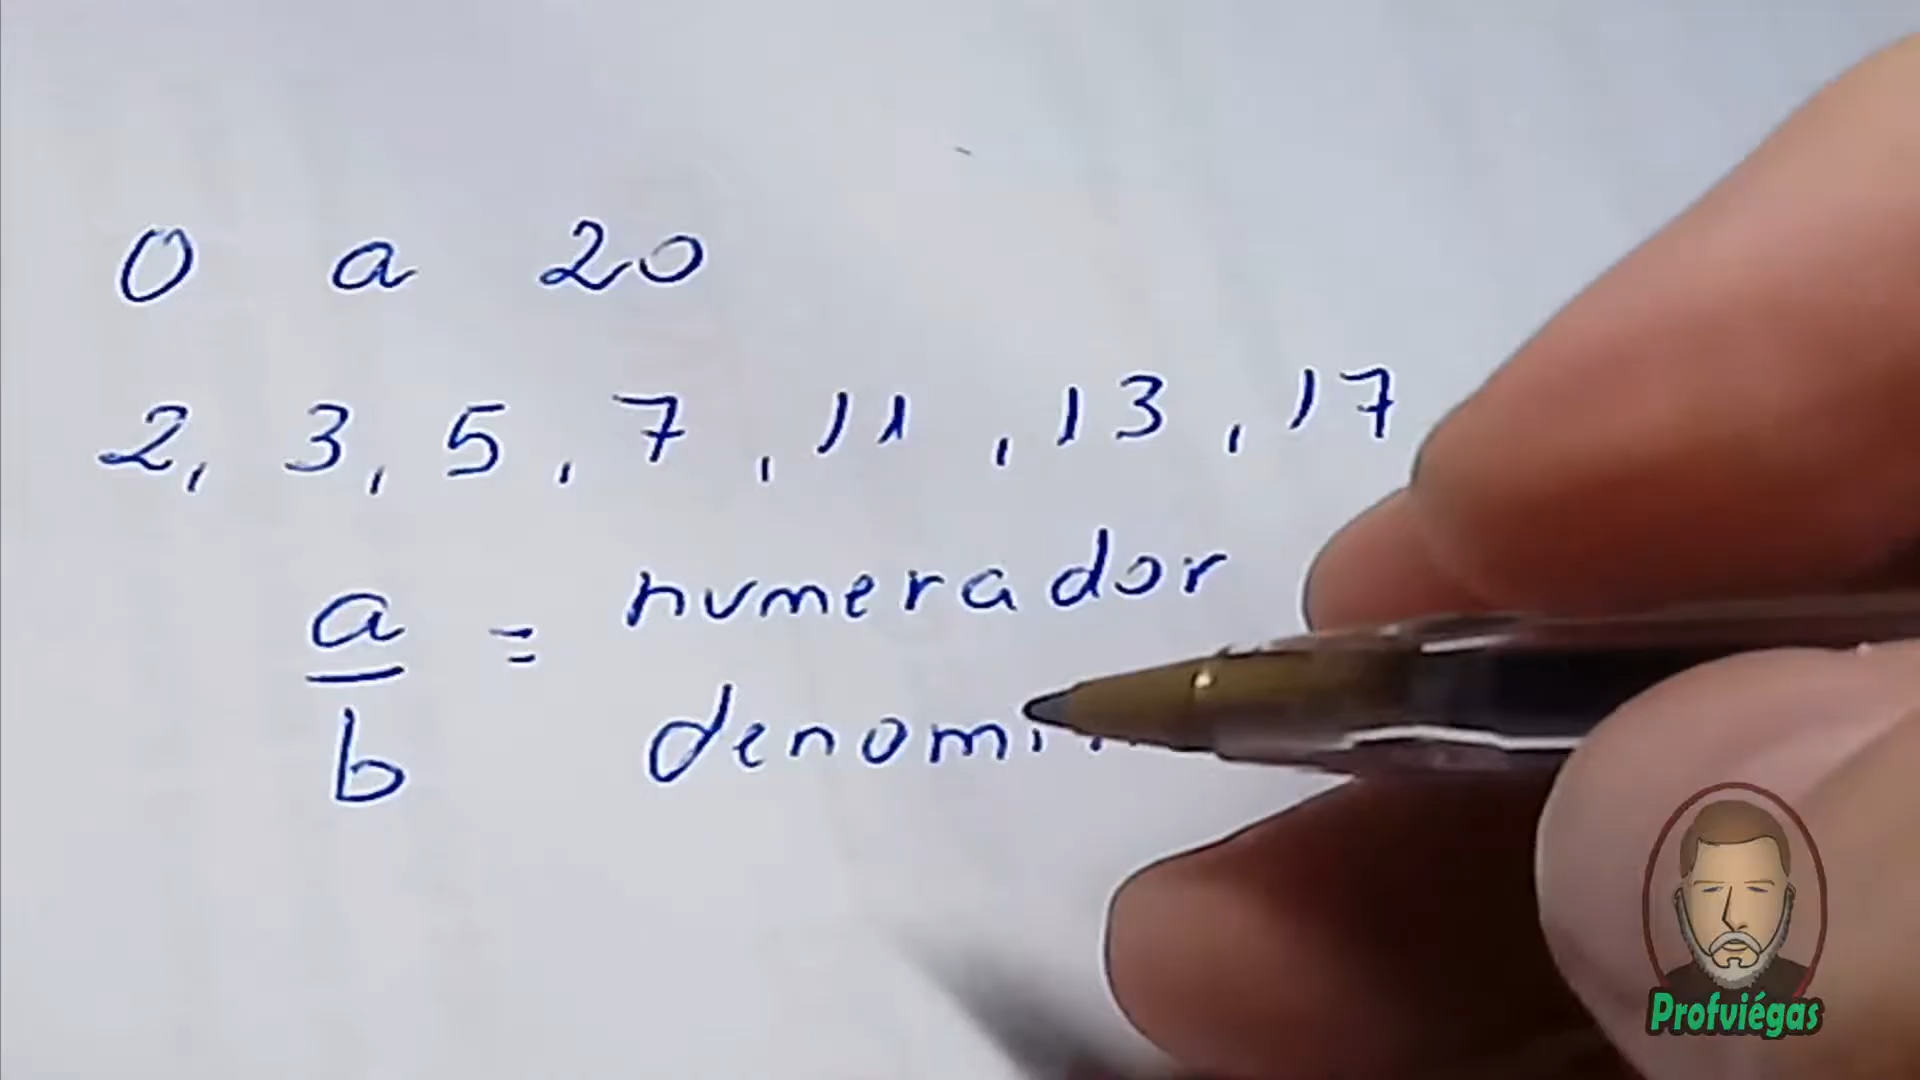 0 a 20
2, 3, 5, 7, 11, 13, 17
a/b = numerador
Profviégas